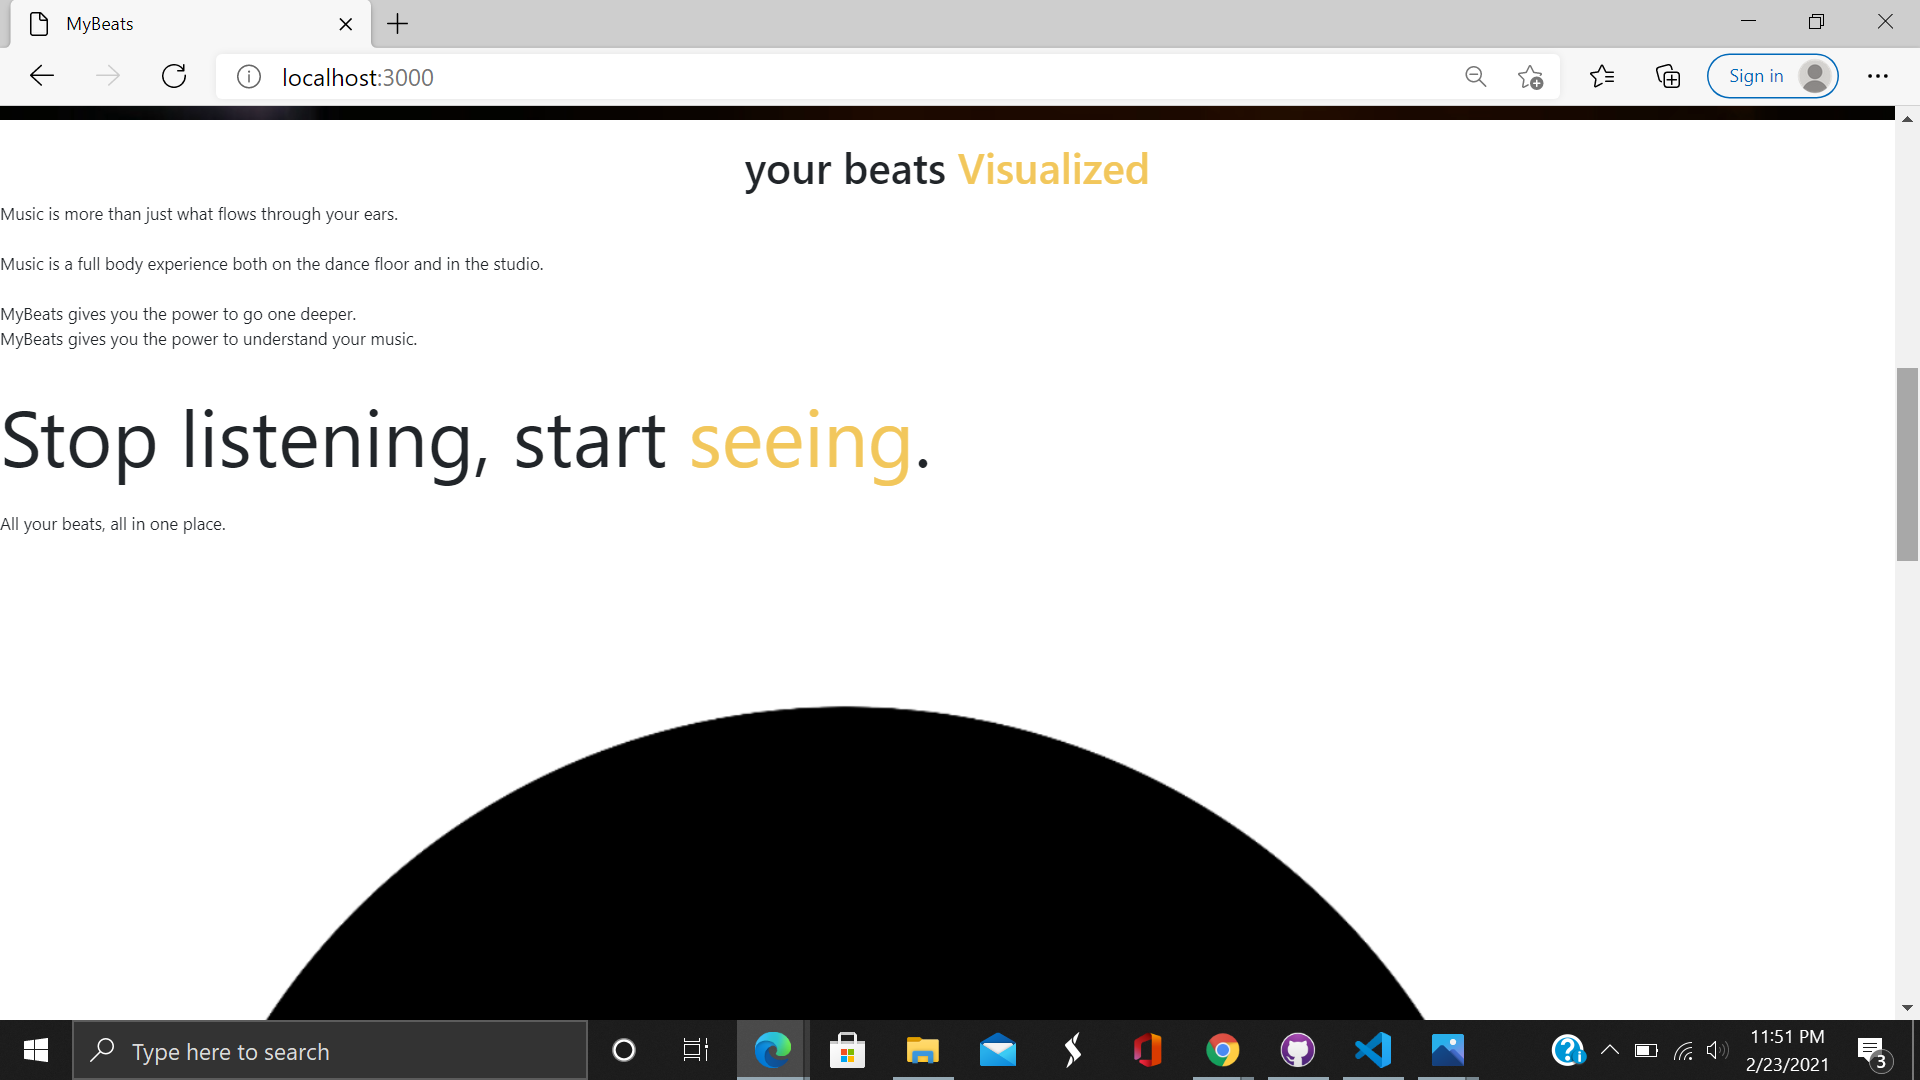 MyBeats
localhost:3000
Sign in
your beats Visualized
Music is more than just what flows through your ears.
Music is a full body experience both on the dance floor and in the studio.
MyBeats gives you the power to go one deeper.
MyBeats gives you the power to understand your music.
Stop listening, start seeing.
All your beats, all in one place.
Type here to search
11:51 PM
2/23/2021
3